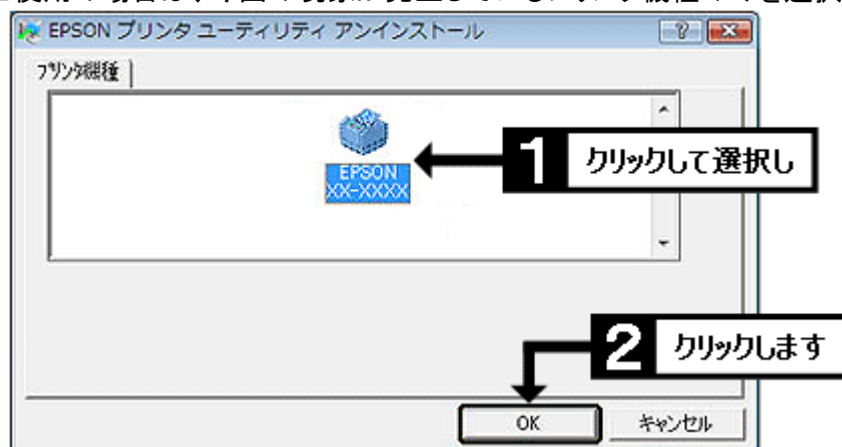 EPSON プリンタ ユーティリティ アンインストール
プリンタ機種
EPSON
XX-XXXX
1 クリックして選択し
2 クリックします
OK
キャンセル